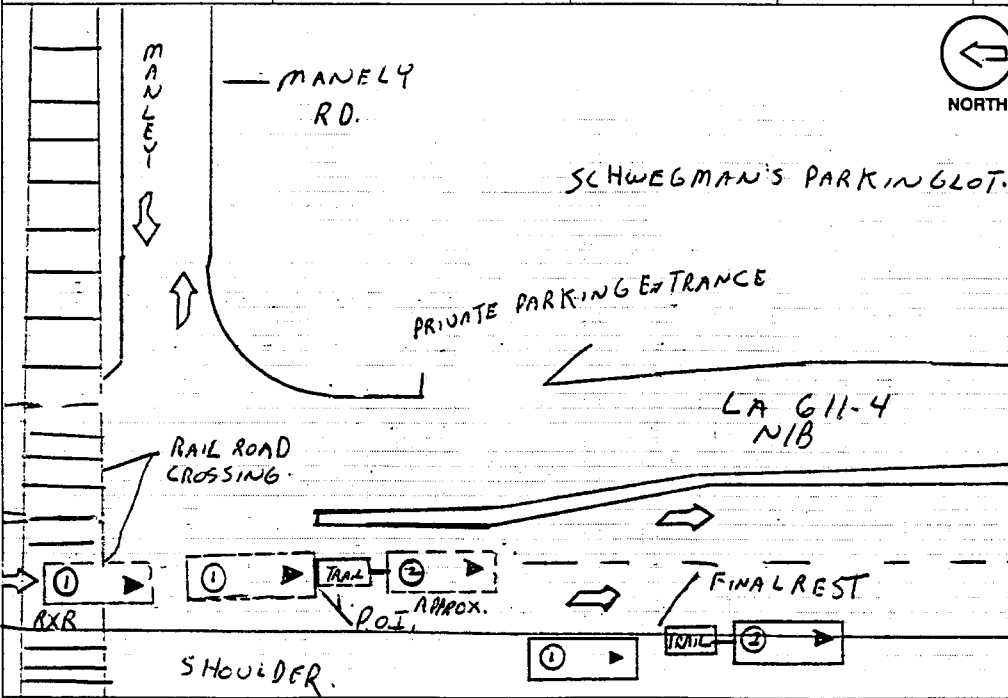 MANLEY
MANELY
RD.
NORTH
SCHWEGMAN'S PARKINGLOT.
PRIVATE PARKING ENTRANCE
LA 611-4
N/B
RAIL ROAD
CROSSING.
1
1
TRAIL
2
APPROX.
P.O.I.
RXR
FINAL REST
1
TRAIL
2
SHOULDER.